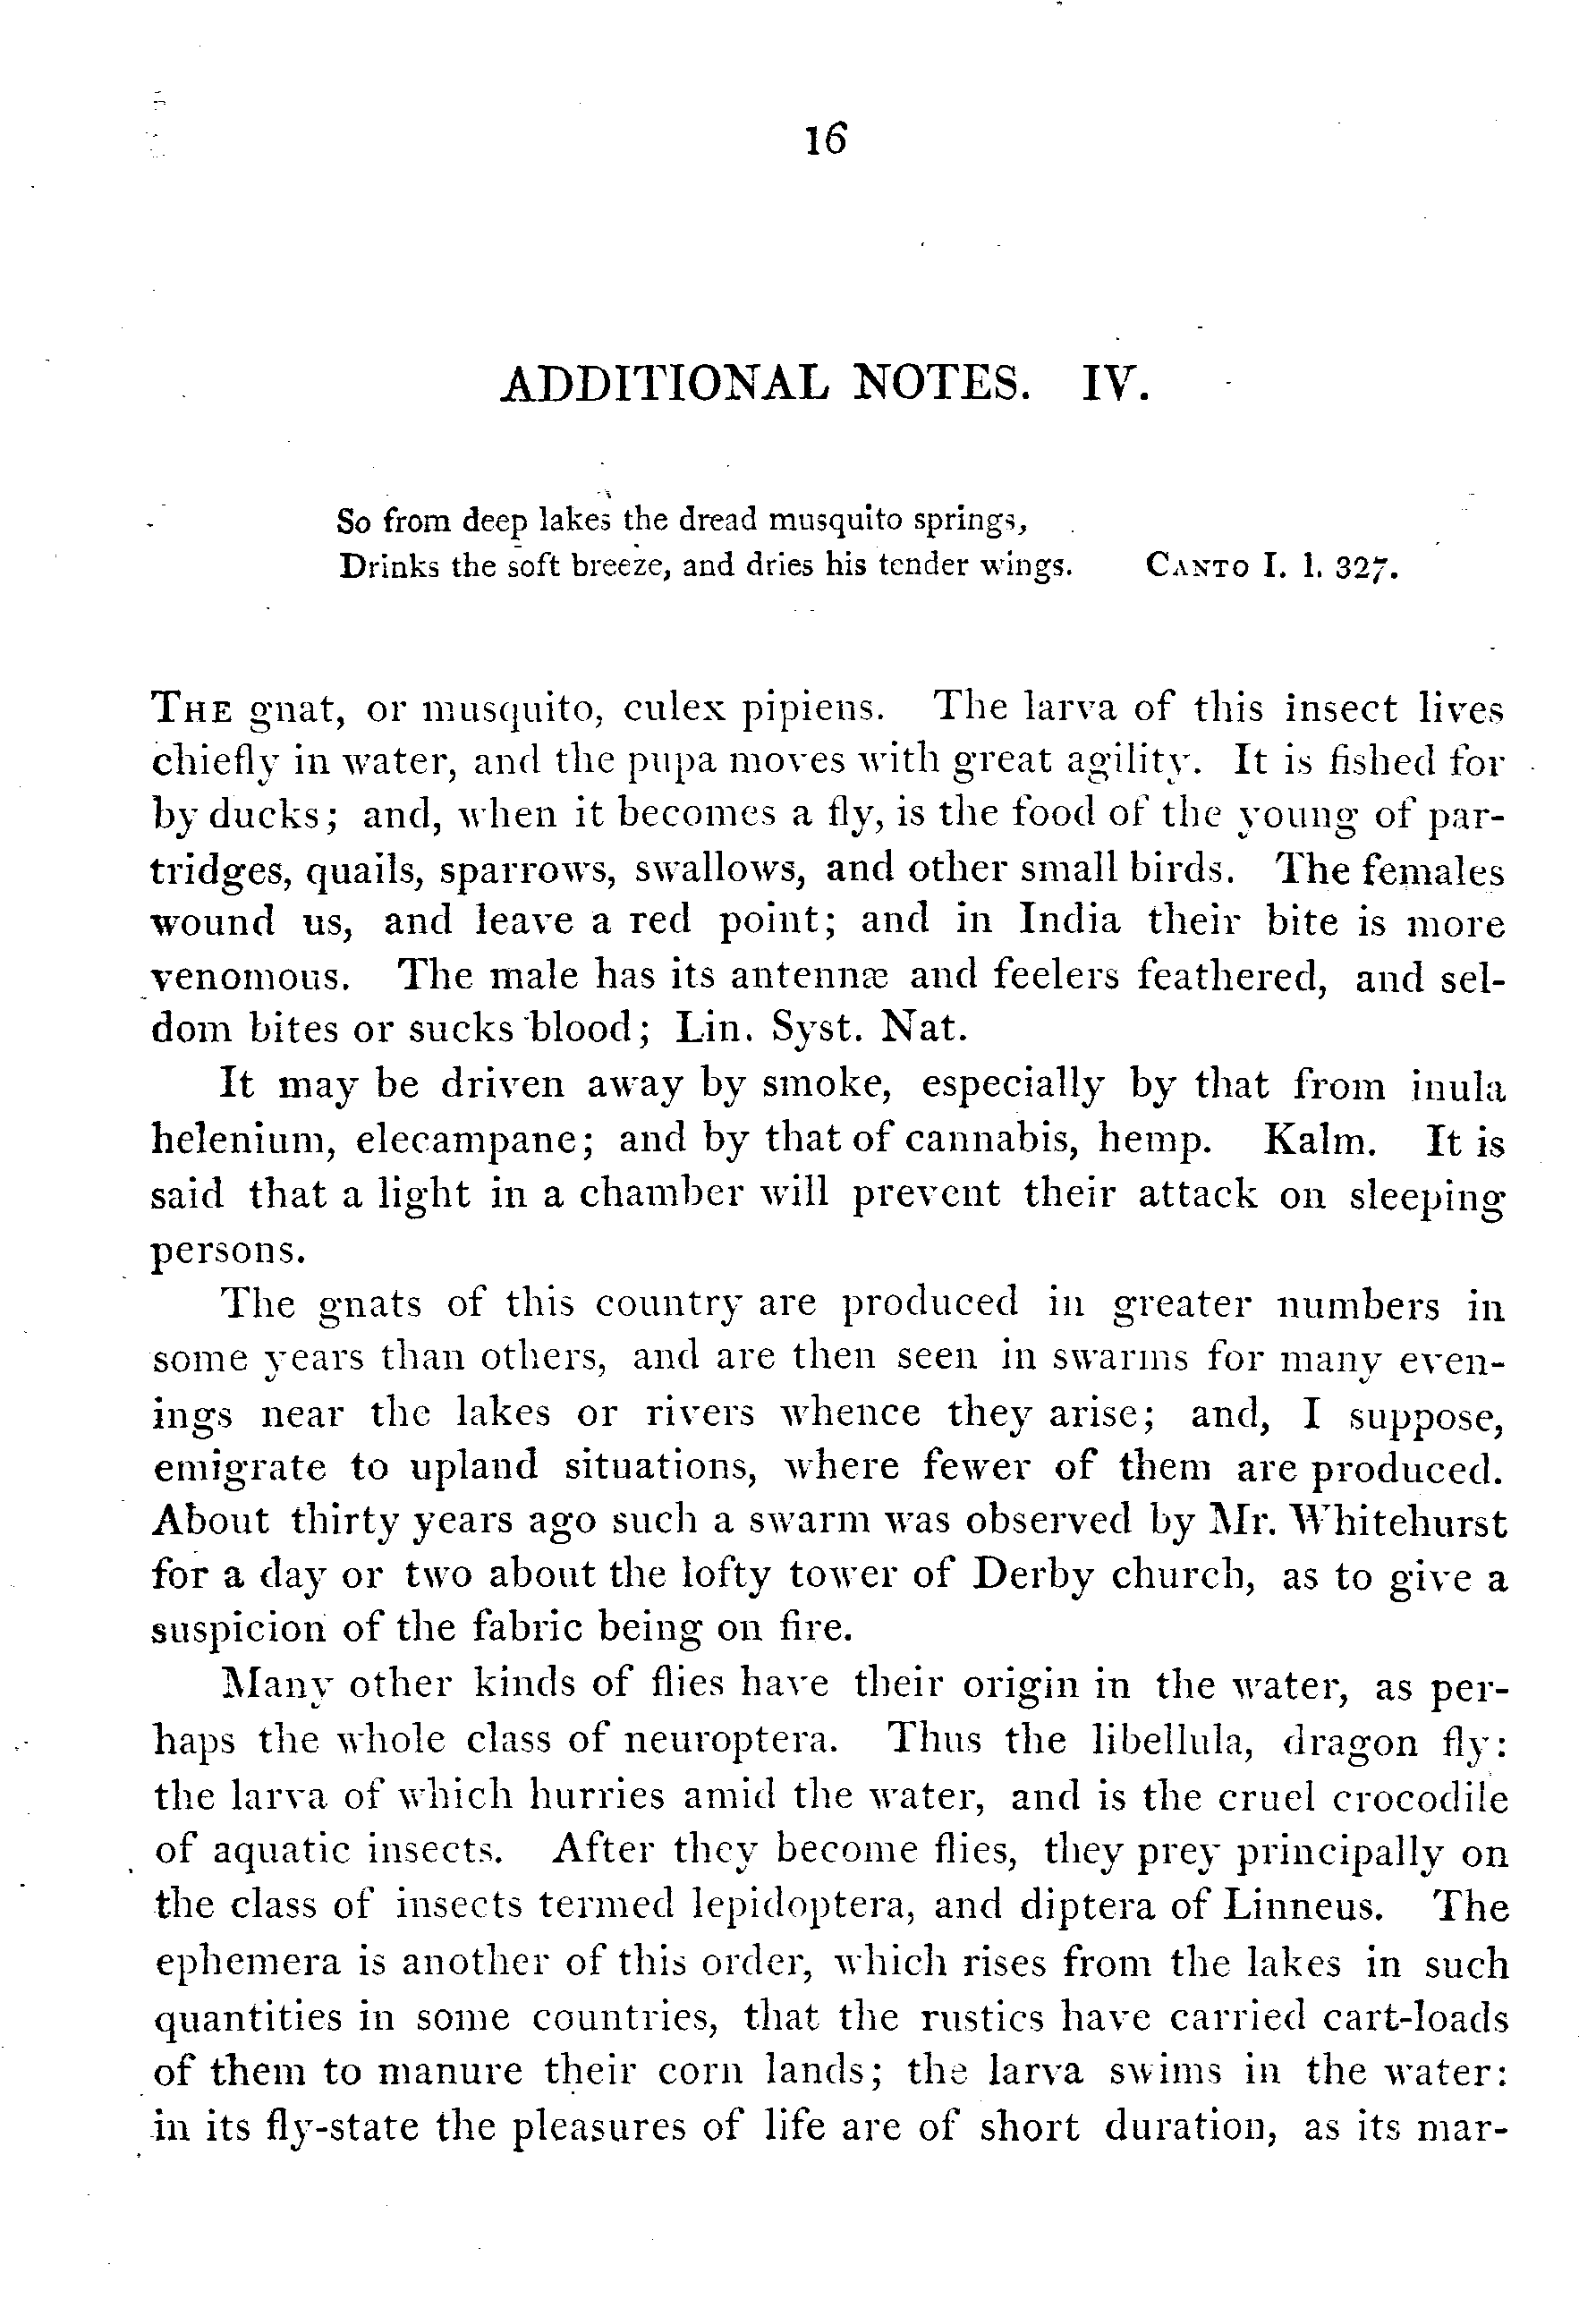 16
ADDITIONAL NOTES. IV.
So from deep lakes the dread musquito springs,
Drinks the soft breeze, and dries his tender wings. CANTO I. l. 327.
THE gnat, or musquito, culex pipiens. The larva of this insect lives
chiefly in water, and the pupa moves with great agility. It is fished for
by ducks; and, when it becomes a fly, is the food of the young of par-
tridges, quails, sparrows, swallows, and other small birds. The females
wound us, and leave a red point; and in India their bite is more
venomous. The male has its antennæ and feelers feathered, and sel-
dom bites or sucks blood; Lin. Syst. Nat.
It may be driven away by smoke, especially by that from inula
helenium, elecampane; and by that of cannabis, hemp. Kalm. It is
said that a light in a chamber will prevent their attack on sleeping
persons.
The gnats of this country are produced in greater numbers in
some years than others, and are then seen in swarms for many even-
ings near the lakes or rivers whence they arise; and, I suppose,
emigrate to upland situations, where fewer of them are produced.
About thirty years ago such a swarm was observed by Mr. Whitehurst
for a day or two about the lofty tower of Derby church, as to give a
suspicion of the fabric being on fire.
Many other kinds of flies have their origin in the water, as per-
haps the whole class of neuroptera. Thus the libellula, dragon fly:
the larva of which hurries amid the water, and is the cruel crocodile
of aquatic insects. After they become flies, they prey principally on
the class of insects termed lepidoptera, and diptera of Linneus. The
ephemera is another of this order, which rises from the lakes in such
quantities in some countries, that the rustics have carried cart-loads
of them to manure their corn lands; the larva swims in the water:
in its fly-state the pleasures of life are of short duration, as its mar-